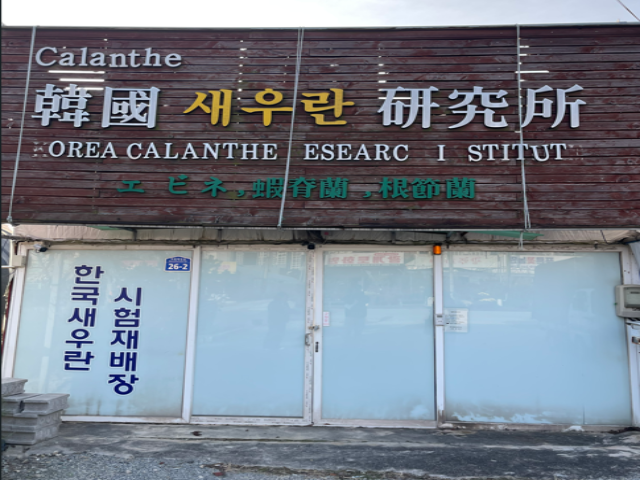 Calanthe
韓國 새우란 研究所
OREA CALANTHE ESEARC I STITUT
エビネ,蝦脊蘭,根節蘭
26-2
한국새우란
시험재배장